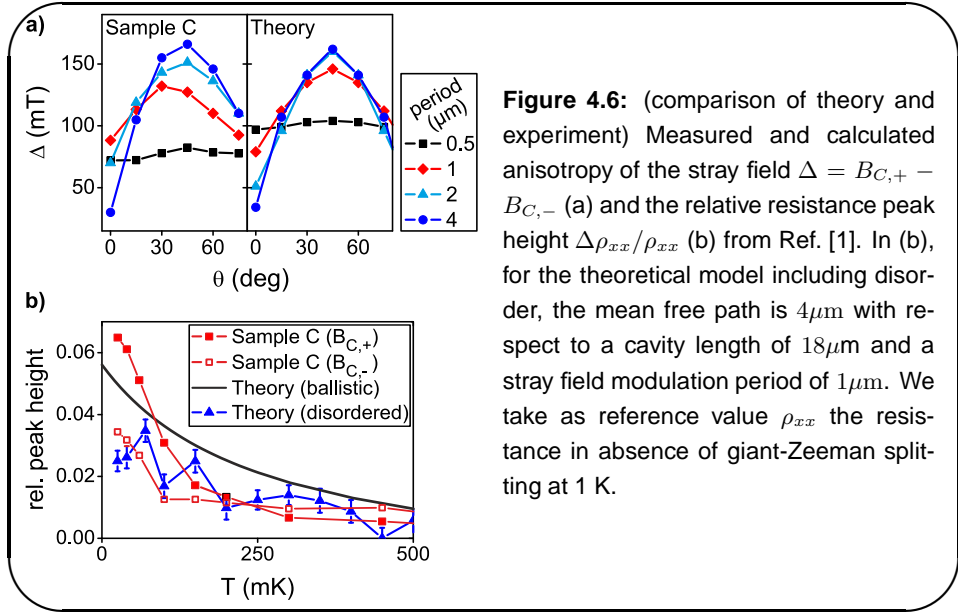 a)
Sample C
Theory
150
100
50
Δ (mT)
0
30
60
0
30
60
θ (deg)
period
(μm)
0.5
1
2
4
b)
Sample C (B_{C,+})
Sample C (B_{C,-})
Theory (ballistic)
Theory (disordered)
0.06
0.04
0.02
0.00
rel. peak height
0
250
500
T (mK)
Figure 4.6: (comparison of theory and
experiment) Measured and calculated
anisotropy of the stray field Δ = B_{C,+} −
B_{C,−} (a) and the relative resistance peak
height Δρ_{xx}/ρ_{xx} (b) from Ref. [1]. In (b),
for the theoretical model including disor-
der, the mean free path is 4μm with re-
spect to a cavity length of 18μm and a
stray field modulation period of 1μm. We
take as reference value ρ_{xx} the resis-
tance in absence of giant-Zeeman split-
ting at 1 K.